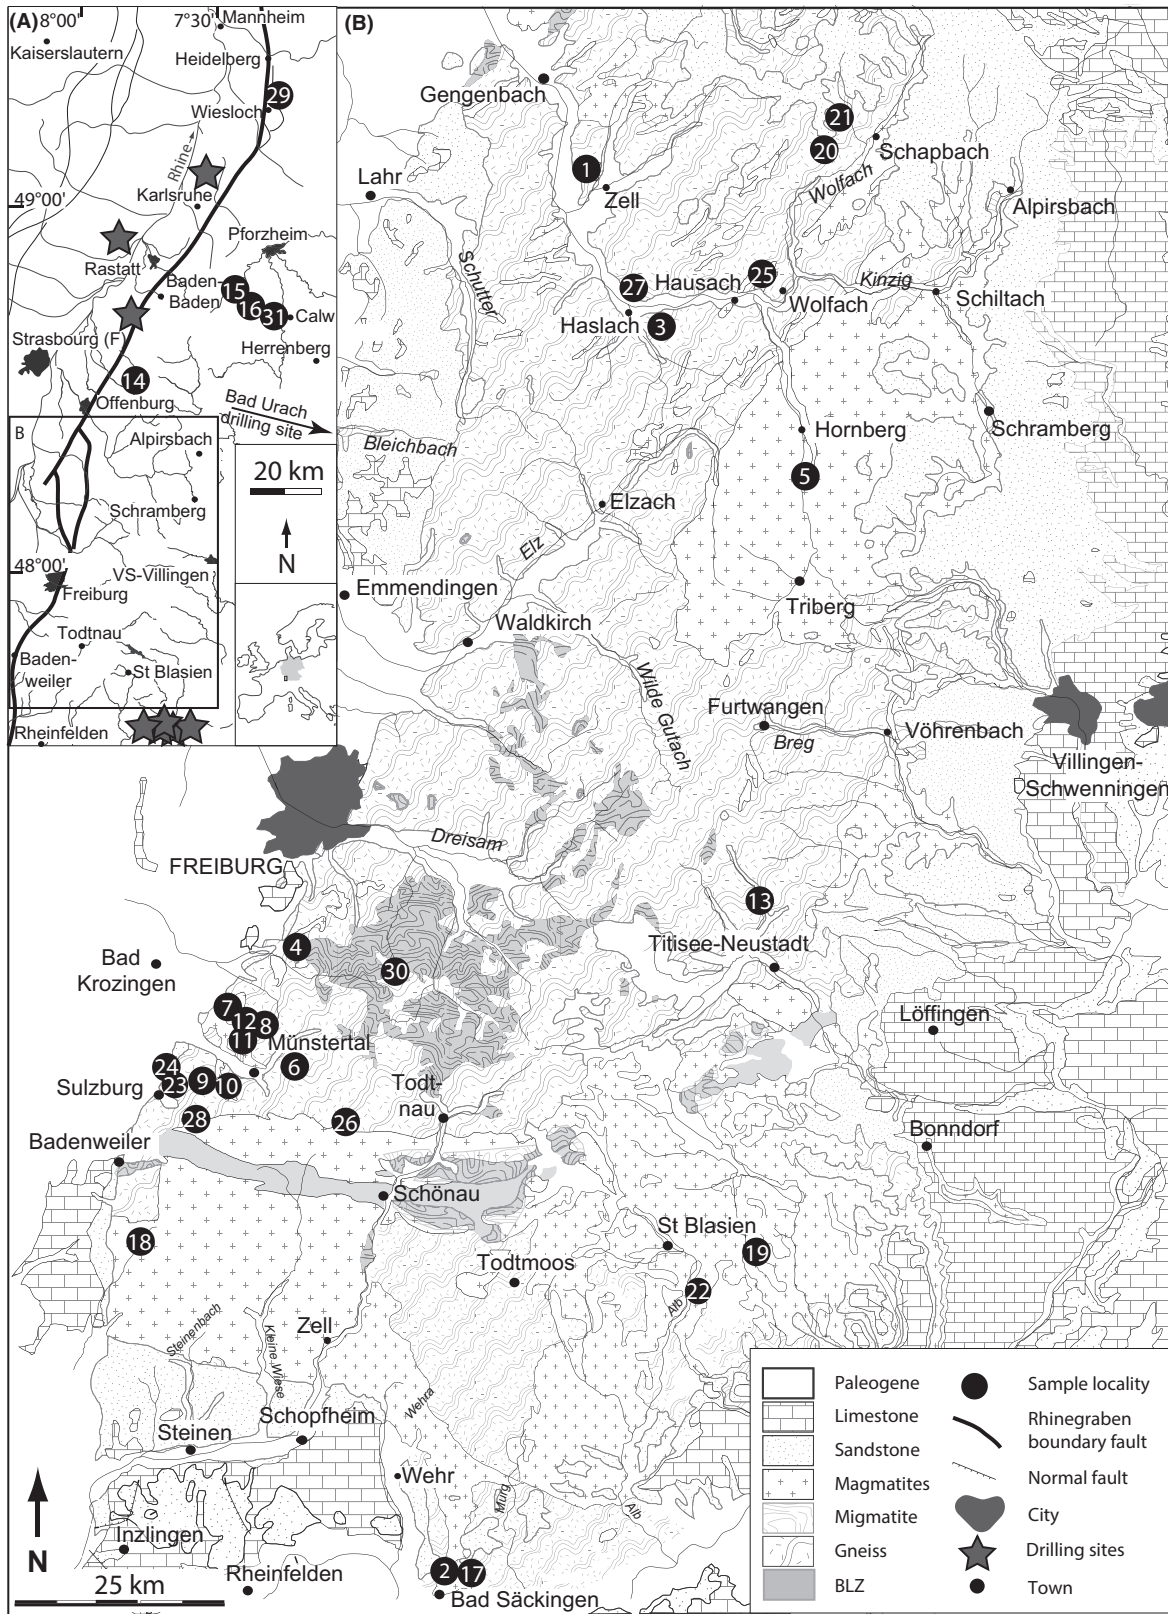 (A)
8°00'
7°30'
Mannheim
Kaiserslautern
Heidelberg
29
Wiesloch
Rhine
49°00'
Karlsruhe
Pforzheim
Rastatt
Baden-
Baden
15
16
31
Calw
Strasbourg (F)
Herrenberg
14
Offenburg
Bad Urach
drilling site
B
Alpirsbach
20 km
Schramberg
N
48°00'
VS-Villingen
Freiburg
Todtnau
Baden-
weiler
St Blasien
Rheinfelden
(B)
Gengenbach
21
20
Schapbach
1
Zell
Lahr
Wolfach
Alpirsbach
Schutter
Hausach
25
Kinzig
27
Wolfach
Schiltach
Haslach
3
Hornberg
Schramberg
Bleichbach
5
Elzach
Elz
Emmendingen
Triberg
Waldkirch
Wilde Gutach
Furtwangen
Breg
Vöhrenbach
Villingen-
Schwenningen
Dreisam
FREIBURG
13
4
Titisee-Neustadt
Bad
Krozingen
30
7
12
8
11
Münstertal
Löffingen
24
6
23
9
10
Sulzburg
Todt-
nau
28
26
Bonndorf
Badenweiler
Schönau
18
St Blasien
19
Todtmoos
22
Alb
Steinenbach
Kleine Wiese
Zell
Wehra
Schopfheim
Steinen
Wehr
Murg
Alb
Inzlingen
N
25 km
Rheinfelden
2
17
Bad Säckingen
Paleogene
Limestone
Sandstone
Magmatites
Migmatite
Gneiss
BLZ
Sample locality
Rhinegraben
boundary fault
Normal fault
City
Drilling sites
Town